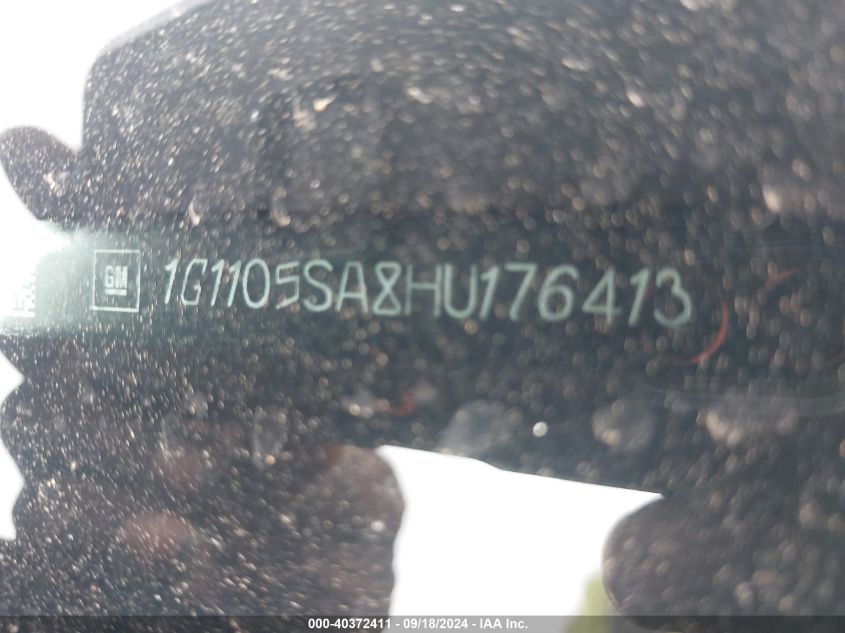 GM 1G1105SA8HU176413
000-40372411 - 09/18/2024 - IAA Inc.